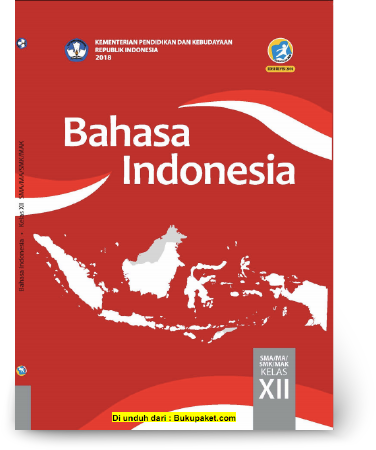 KEMENTERIAN PENDIDIKAN DAN KEBUDAYAAN
REPUBLIK INDONESIA
2018
Bahasa
Indonesia
Bahasa Indonesia • Kelas XII SMA/MA/SMK/MAK
SMA/MA/
SMK/MAK
KELAS
XII
Di unduh dari : Bukupaket.com